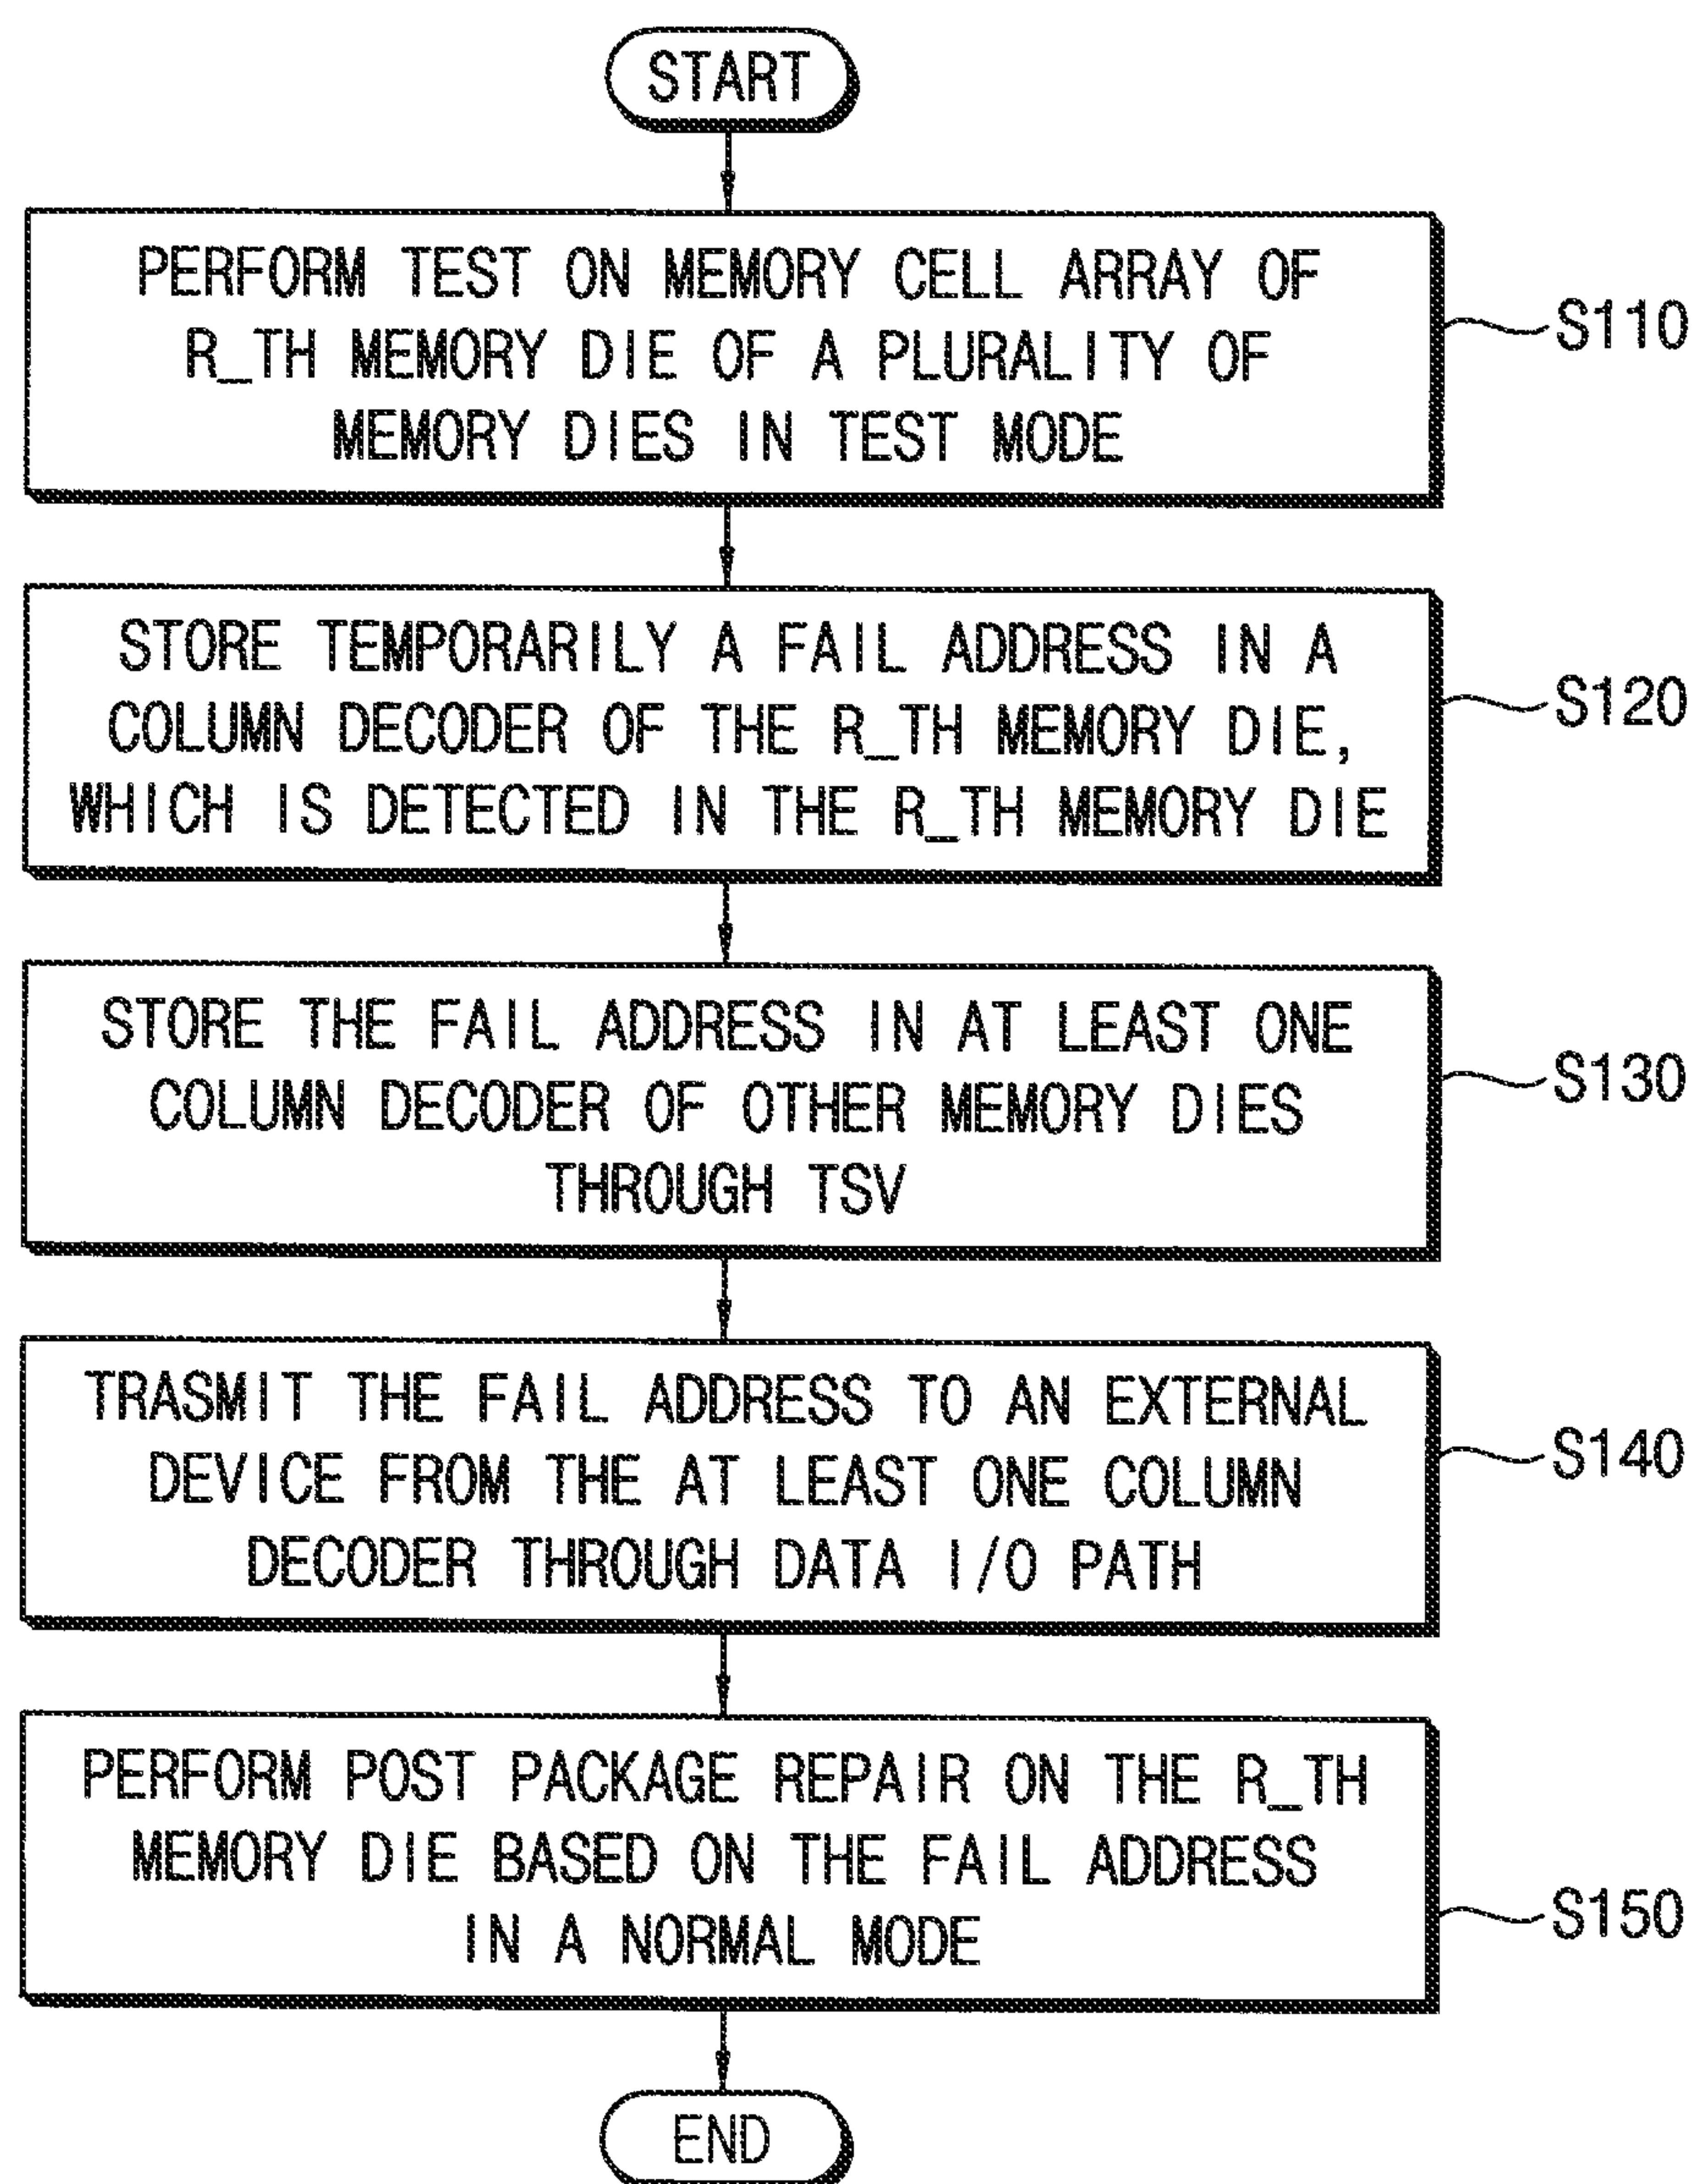 START
PERFORM TEST ON MEMORY CELL ARRAY OF
R_TH MEMORY DIE OF A PLURALITY OF
MEMORY DIES IN TEST MODE
S110
STORE TEMPORARILY A FAIL ADDRESS IN A
COLUMN DECODER OF THE R_TH MEMORY DIE,
WHICH IS DETECTED IN THE R_TH MEMORY DIE
S120
STORE THE FAIL ADDRESS IN AT LEAST ONE
COLUMN DECODER OF OTHER MEMORY DIES
THROUGH TSV
S130
TRASMIT THE FAIL ADDRESS TO AN EXTERNAL
DEVICE FROM THE AT LEAST ONE COLUMN
DECODER THROUGH DATA I/O PATH
S140
PERFORM POST PACKAGE REPAIR ON THE R_TH
MEMORY DIE BASED ON THE FAIL ADDRESS
IN A NORMAL MODE
S150
END